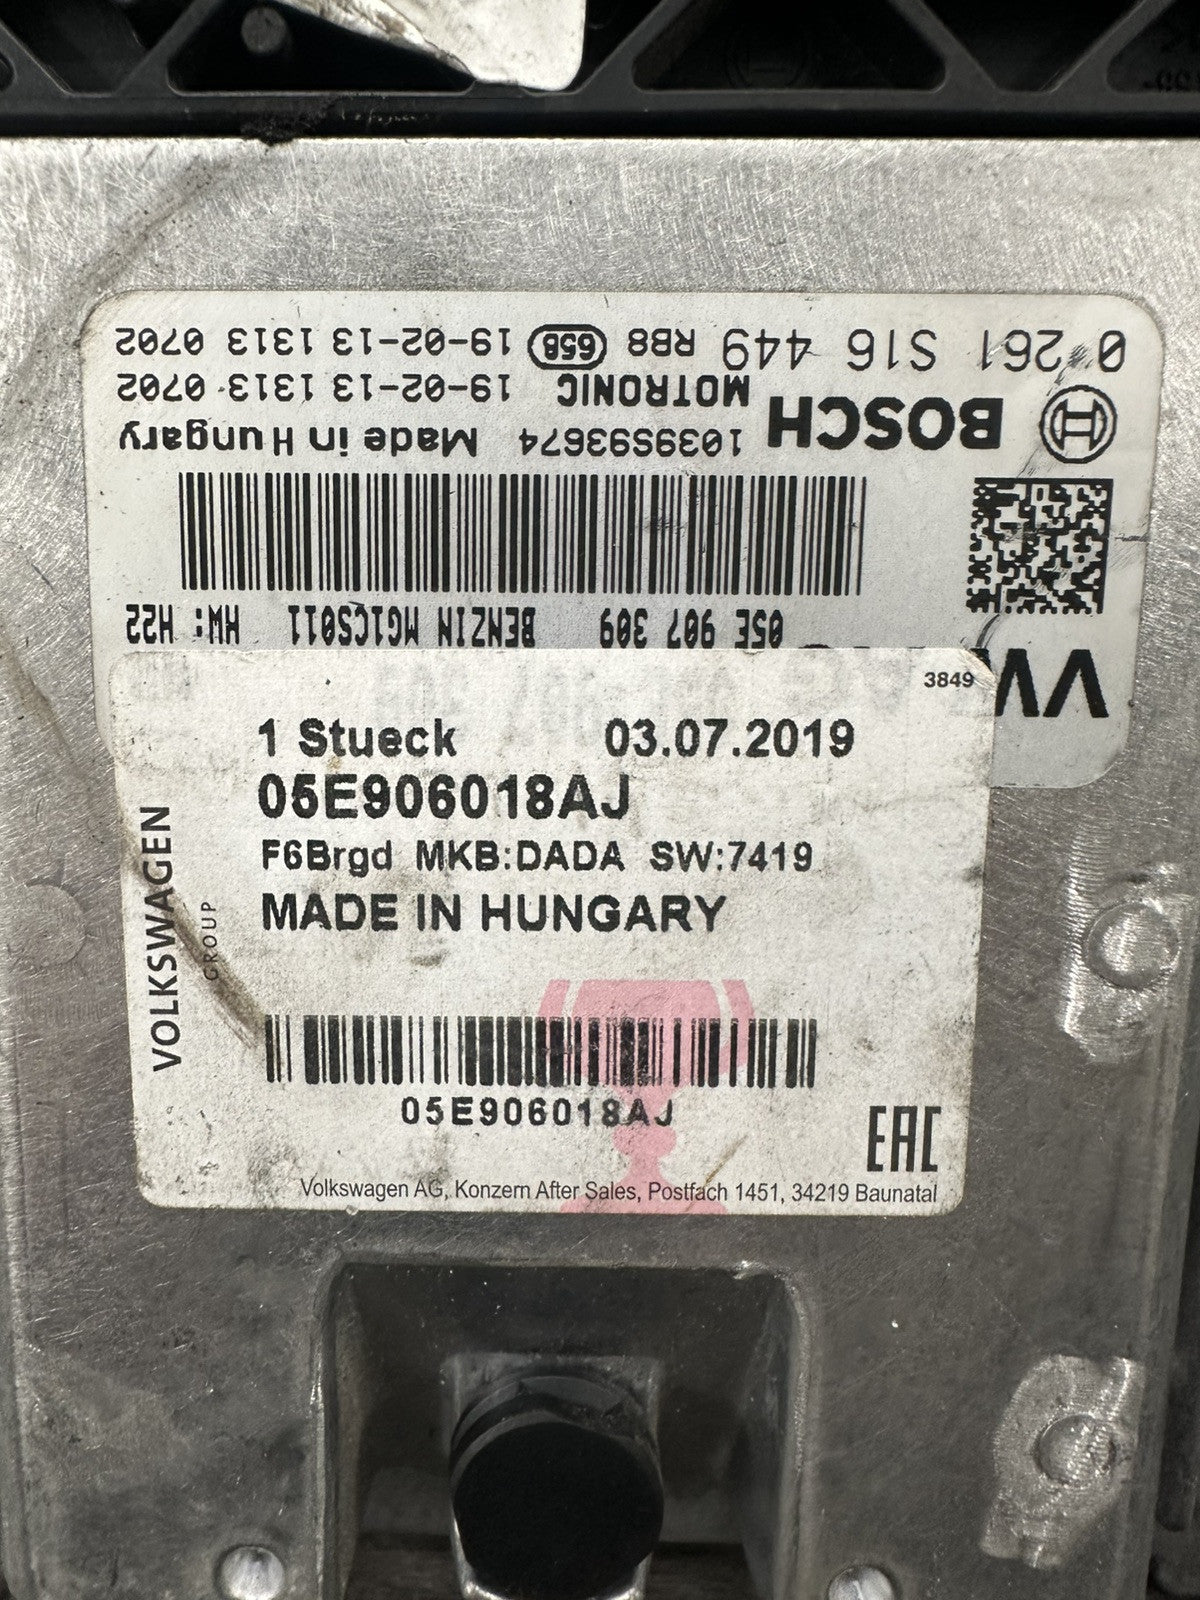 0 261 S16 449 RB8 658 19-02-13 1313 0702
MOTRONIC 19-02-13 1313 0702
BOSCH 1039S93674 Made in Hungary
05E 907 309 BENZIN MG1CS011 HW: H22
VW
3849
1 Stueck 03.07.2019
05E906018AJ
F6Brgd MKB:DADA SW:7419
MADE IN HUNGARY
VOLKSWAGEN
GROUP
05E906018AJ
EAC
Volkswagen AG, Konzern After Sales, Postfach 1451, 34219 Baunatal